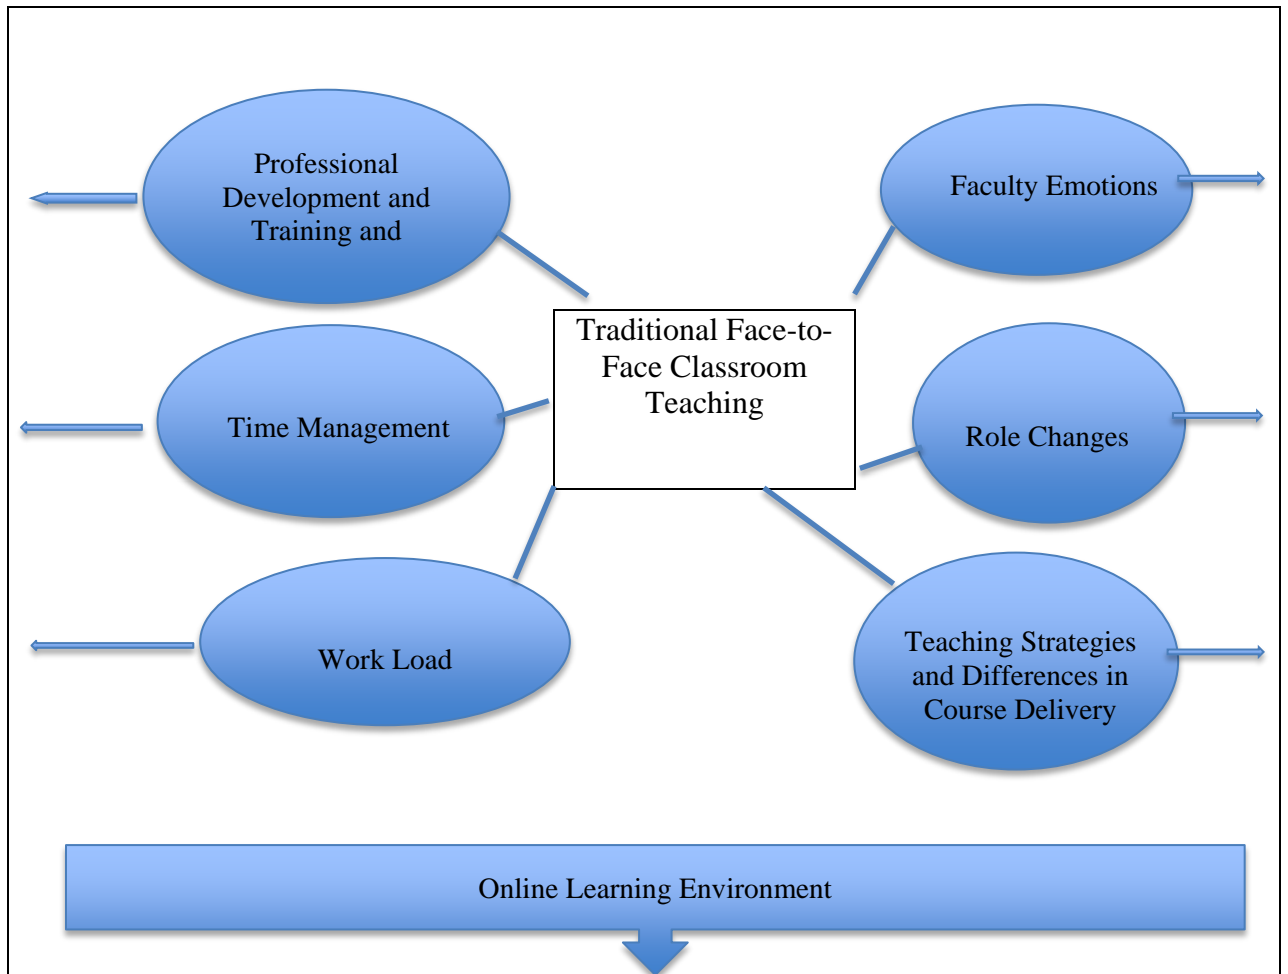 Professional
Development and
Training and
Faculty Emotions
Traditional Face-to-
Face Classroom
Teaching
Time Management
Role Changes
Work Load
Teaching Strategies
and Differences in
Course Delivery
Online Learning Environment